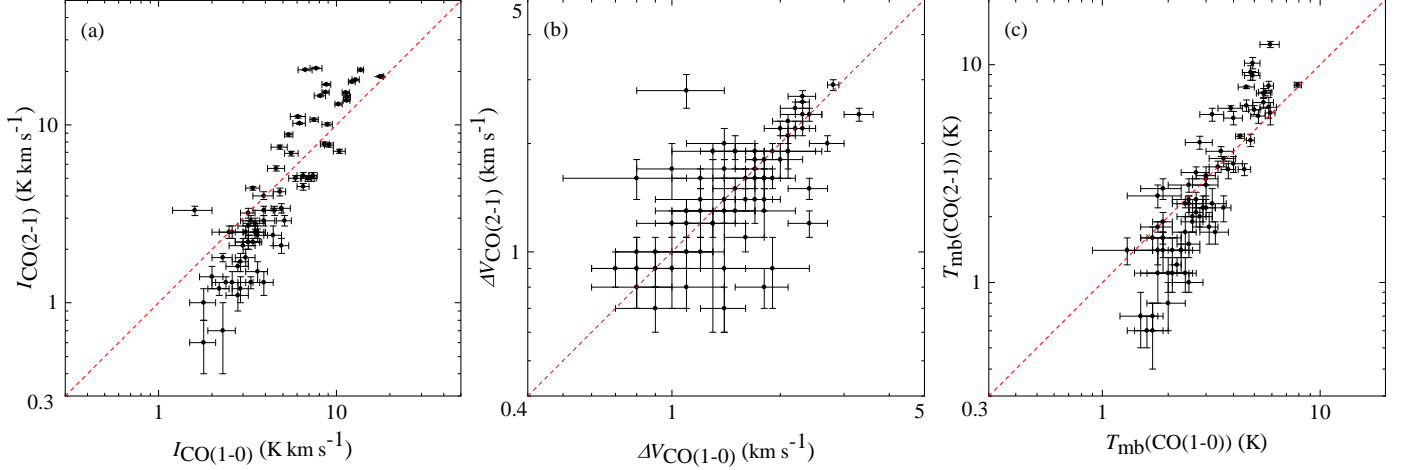 (a)
10
1
0.3
1
10
I_CO(2-1) (K km s^-1)
I_CO(1-0) (K km s^-1)
(b)
5
1
0.4
1
5
ΔV_CO(2-1) (km s^-1)
ΔV_CO(1-0) (km s^-1)
(c)
10
1
0.3
1
10
T_mb(CO(2-1)) (K)
T_mb(CO(1-0)) (K)